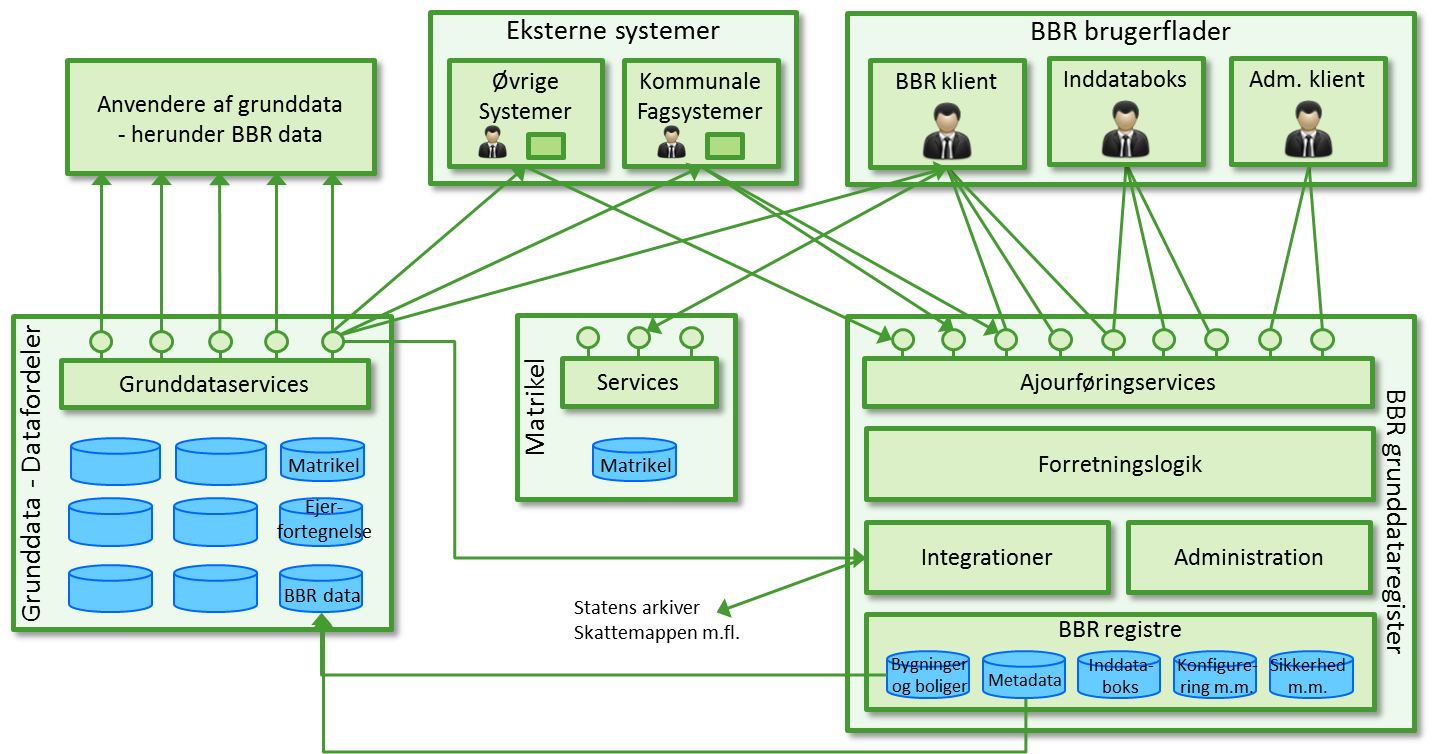 Eksterne systemer
BBR brugerflader
Anvendere af grunddata
- herunder BBR data
Øvrige
Systemer
Kommunale
Fagsystemer
BBR klient
Inddataboks
Adm. klient
Grunddata - Datafordeler
Grunddataservices
Matrikel
Ejer-
fortegnelse
BBR data
Matrikel
Services
Matrikel
BBR grunddataregister
Ajourføringservices
Forretningslogik
Integrationer
Administration
Statens arkiver
Skattemappen m.fl.
BBR registre
Bygninger
og boliger
Metadata
Inddata-
boks
Konfigure-
ring m.m.
Sikkerhed
m.m.